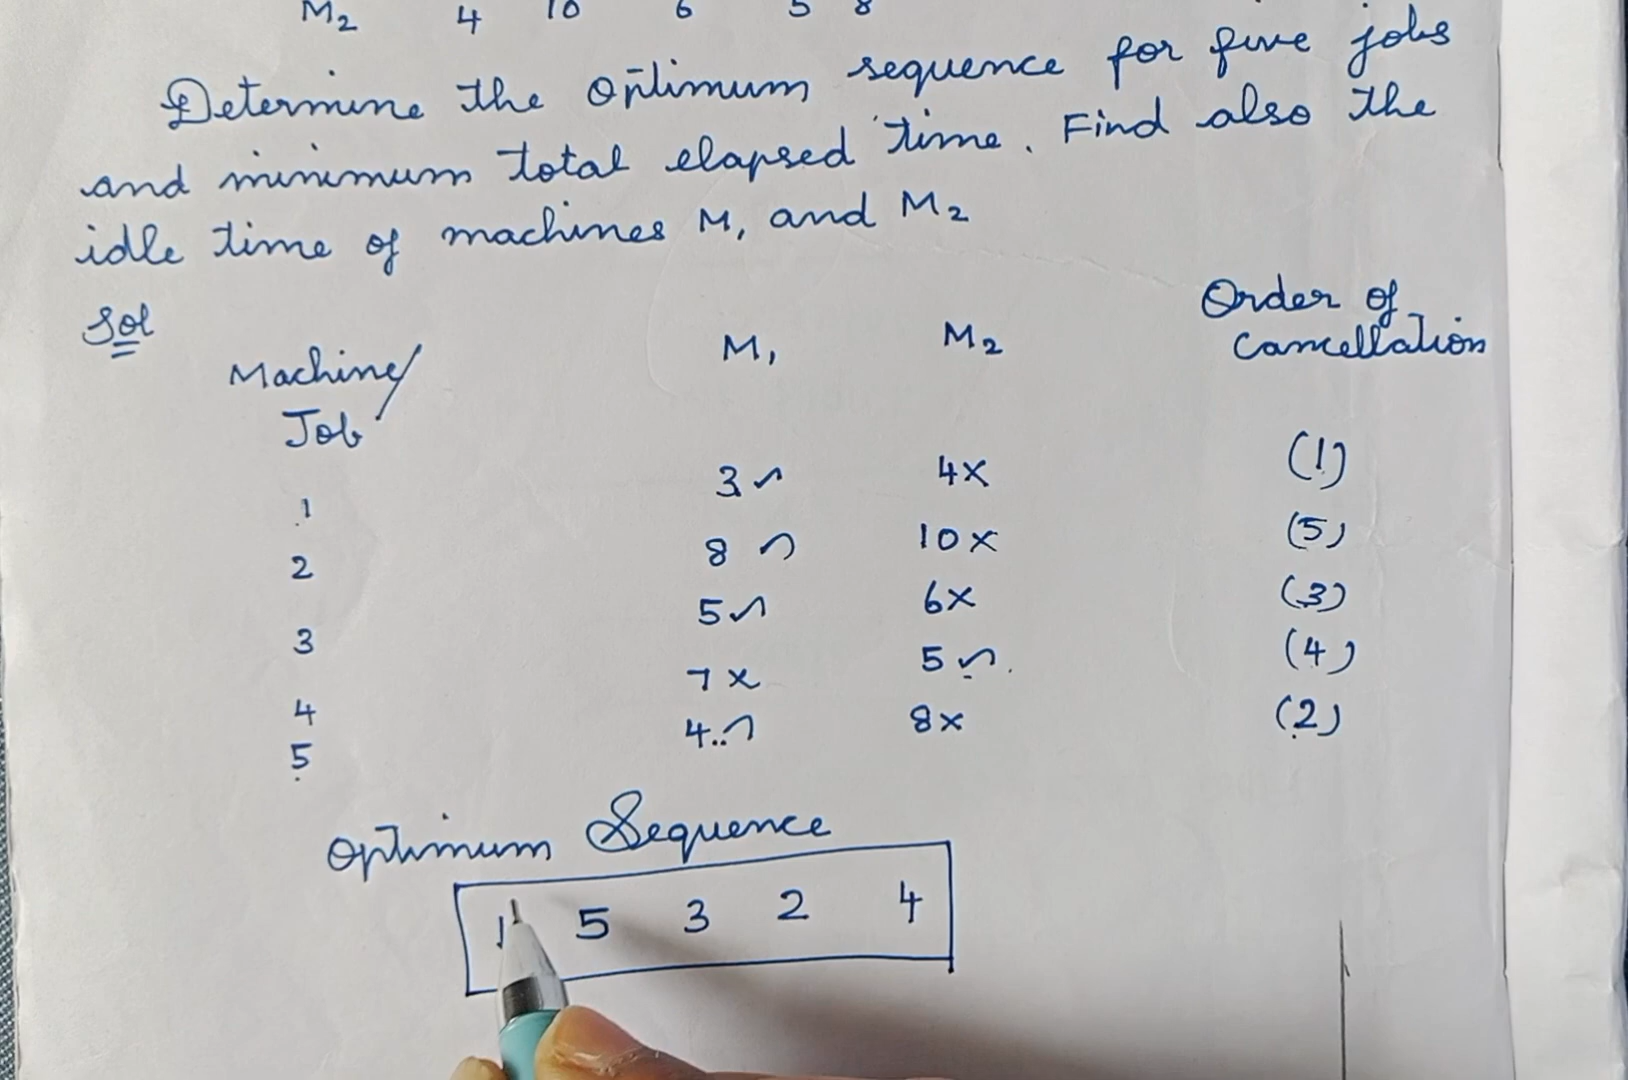 M2 4 10 6 5 8
Determine the optimum sequence for five jobs
and minimum total elapsed time. Find also the
idle time of machines M1 and M2
Sol
Machine/ M1 M2 Order of
Job Cancellation
1 3 ✓ 4 x (1)
2 8 ✓ 10 x (5)
3 5 ✓ 6 x (3)
4 7 x 5 ✓ (4)
5 4 ✓ 8 x (2)
Optimum Sequence
1 5 3 2 4